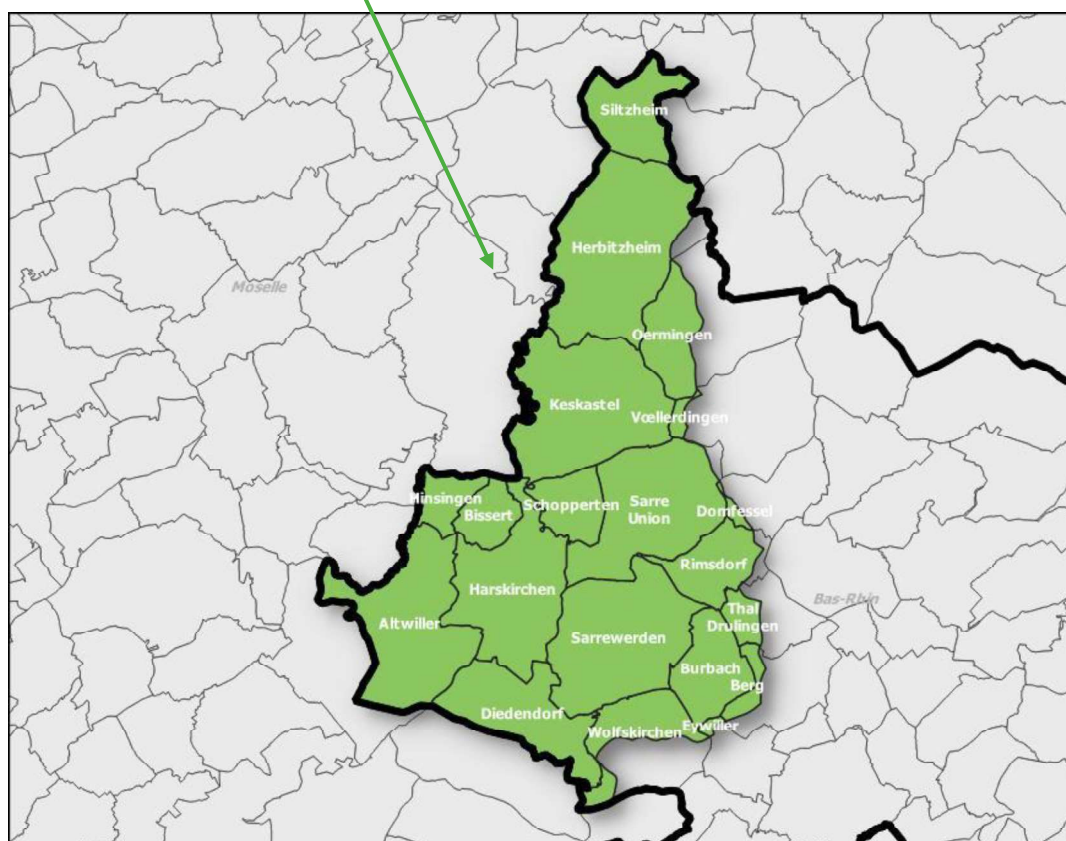 Siltzheim
Herbitzheim
Moselle
Oermingen
Keskastel
Vœllerdingen
Hinsingen
Schopperten
Sarre
Union
Bissert
Domfessel
Rimsdorf
Harskirchen
Bas-Rhin
Thal
Drulingen
Altwiller
Sarrewerden
Burbach
Berg
Diedendorf
Wolfskirchen
Eywiller